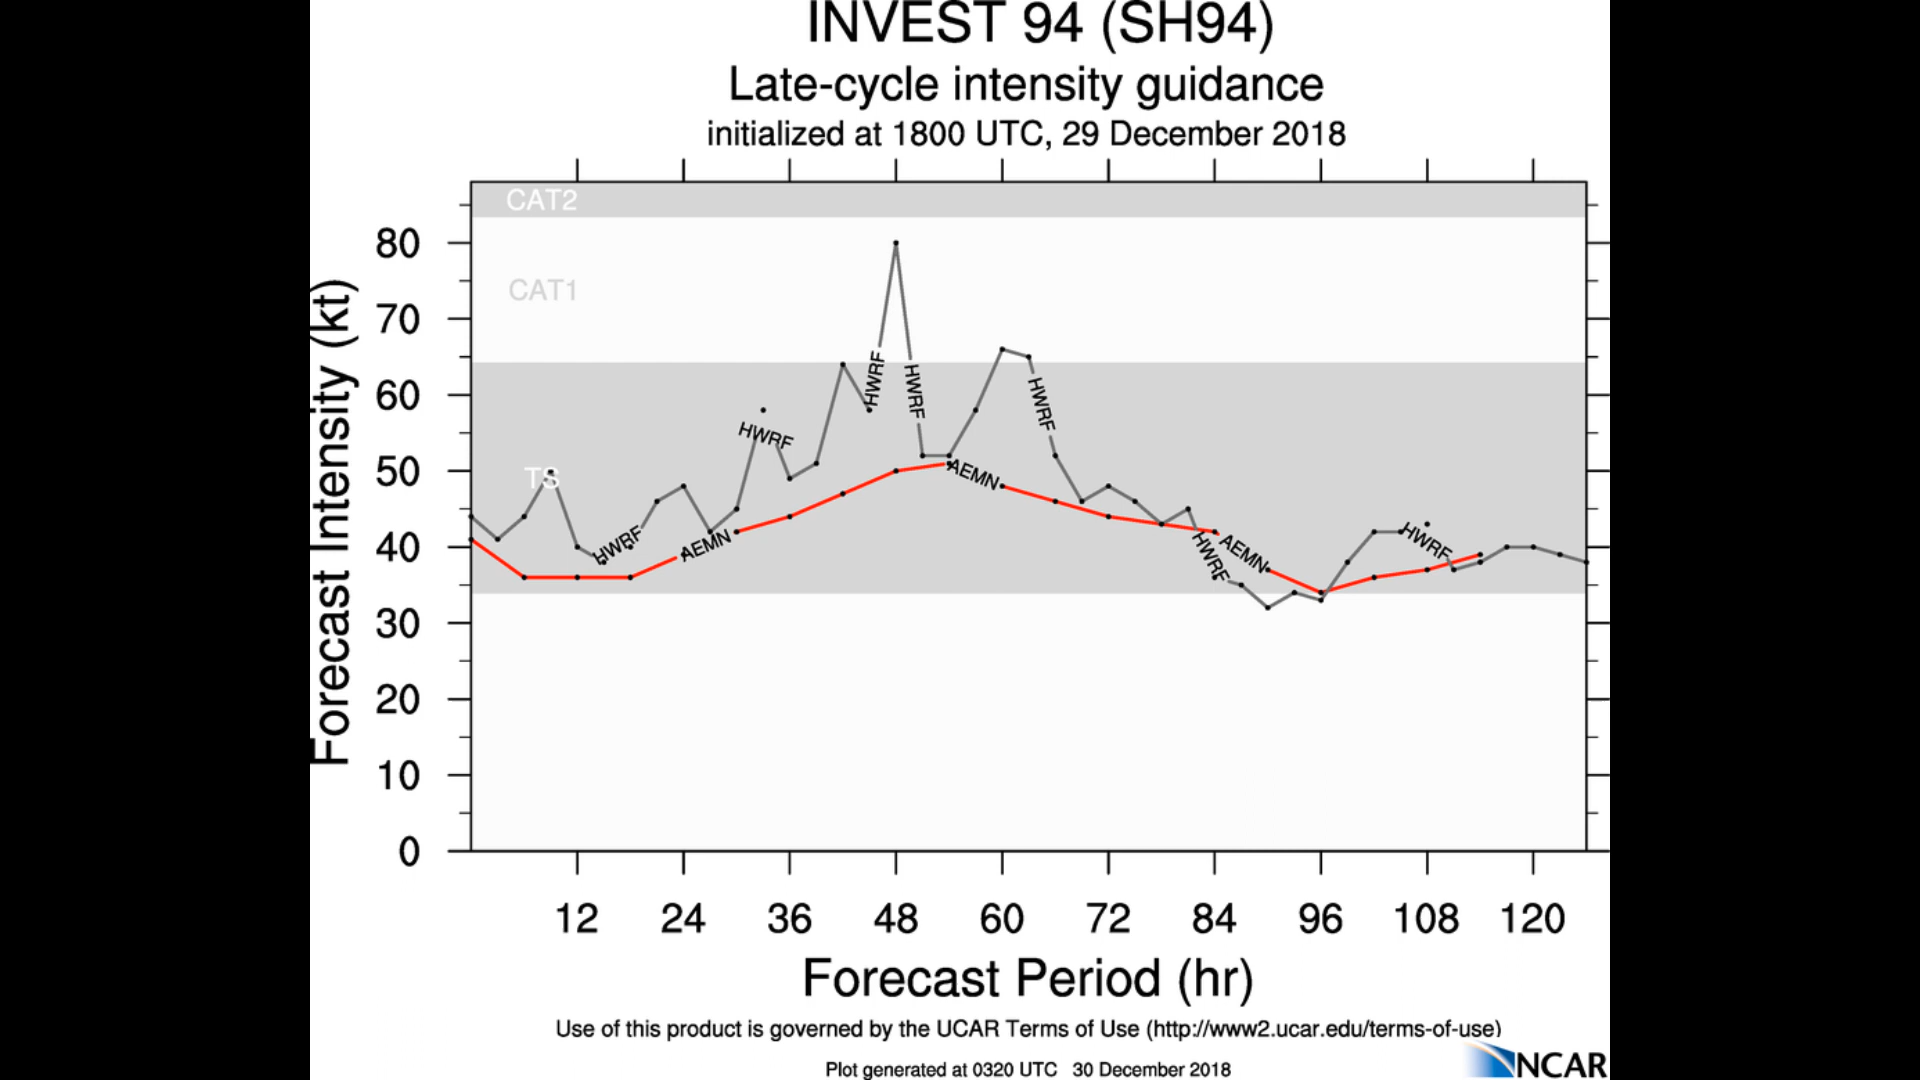 INVEST 94 (SH94)
Late-cycle intensity guidance
initialized at 1800 UTC, 29 December 2018
CAT2
CAT1
TS
80
70
60
50
40
30
20
10
0
Forecast Intensity (kt)
HWRF
HWRF
HWRF
HWRF
HWRF
HWRF
HWRF
AEMN
AEMN
AEMN
12 24 36 48 60 72 84 96 108 120
Forecast Period (hr)
Use of this product is governed by the UCAR Terms of Use (http://www2.ucar.edu/terms-of-use)
Plot generated at 0320 UTC 30 December 2018
NCAR